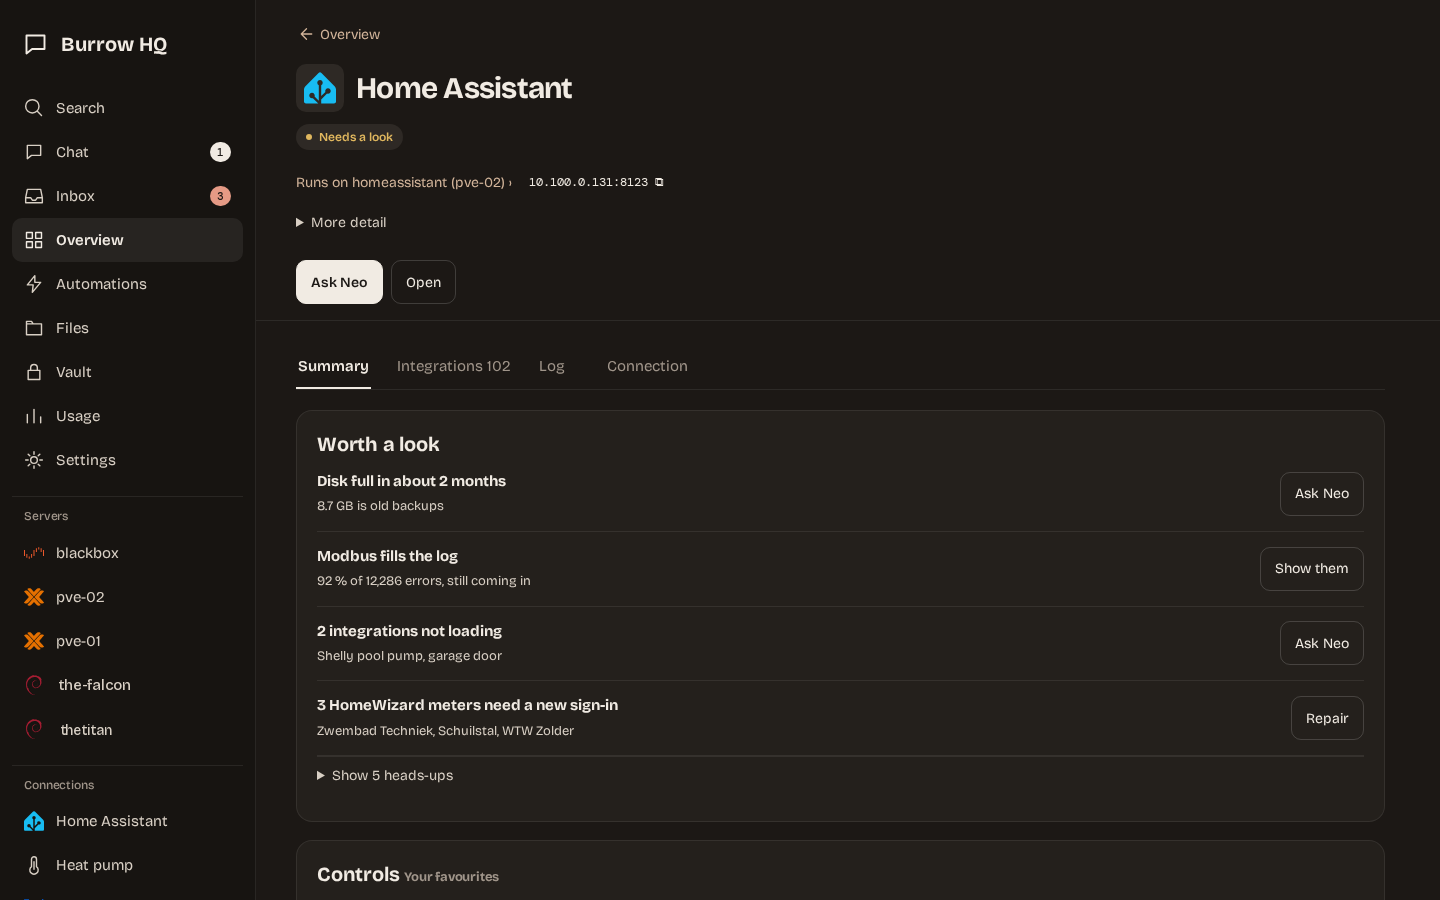 Burrow HQ
Search
Chat 1
Inbox 3
Overview
Automations
Files
Vault
Usage
Settings
Servers
blackbox
pve-02
pve-01
the-falcon
thetitan
Connections
Home Assistant
Heat pump
Overview
Home Assistant
Needs a look
Runs on homeassistant (pve-02) › 10.100.0.131:8123
More detail
Ask Neo Open
Summary Integrations 102 Log Connection
Worth a look
Disk full in about 2 months
8.7 GB is old backups
Ask Neo
Modbus fills the log
92 % of 12,286 errors, still coming in
Show them
2 integrations not loading
Shelly pool pump, garage door
Ask Neo
3 HomeWizard meters need a new sign-in
Zwembad Techniek, Schuilstal, WTW Zolder
Repair
Show 5 heads-ups
Controls Your favourites